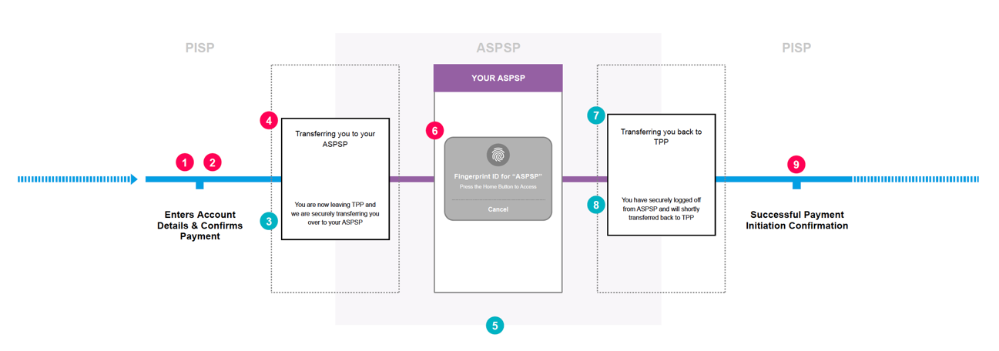 PISP
ASPSP
PISP
YOUR ASPSP
1
2
Enters Account
Details & Confirms
Payment
4
Transferring you to your
ASPSP
3
You are now leaving TPP and
we are securely transferring you
over to your ASPSP
6
Fingerprint ID for “ASPSP”
Press the Home Button to Access
Cancel
5
7
Transferring you back to
TPP
8
You have securely logged off
from ASPSP and will shortly
transferred back to TPP
9
Successful Payment
Initiation Confirmation